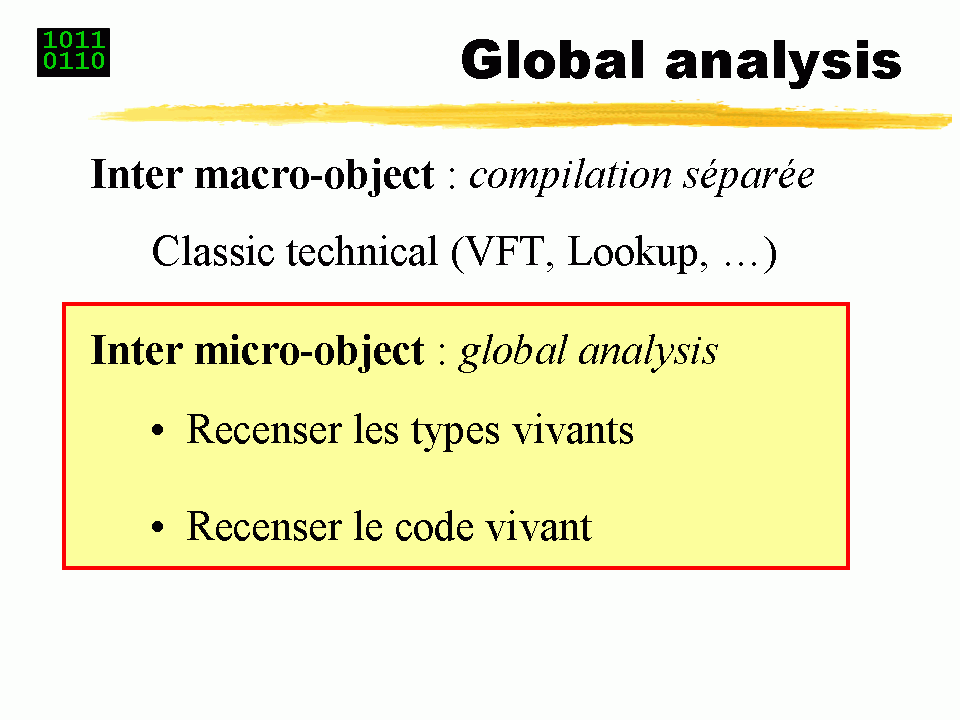 1011
0110
Global analysis
Inter macro-object : compilation séparée
Classic technical (VFT, Lookup, …)
Inter micro-object : global analysis
• Recenser les types vivants
• Recenser le code vivant